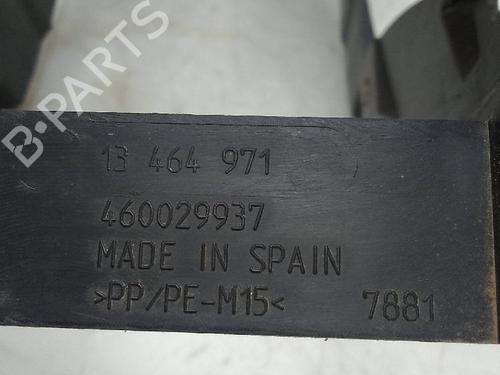 B-PARTS
13 464 971
460029937
MADE IN SPAIN
>PP/PE-M15<
7881